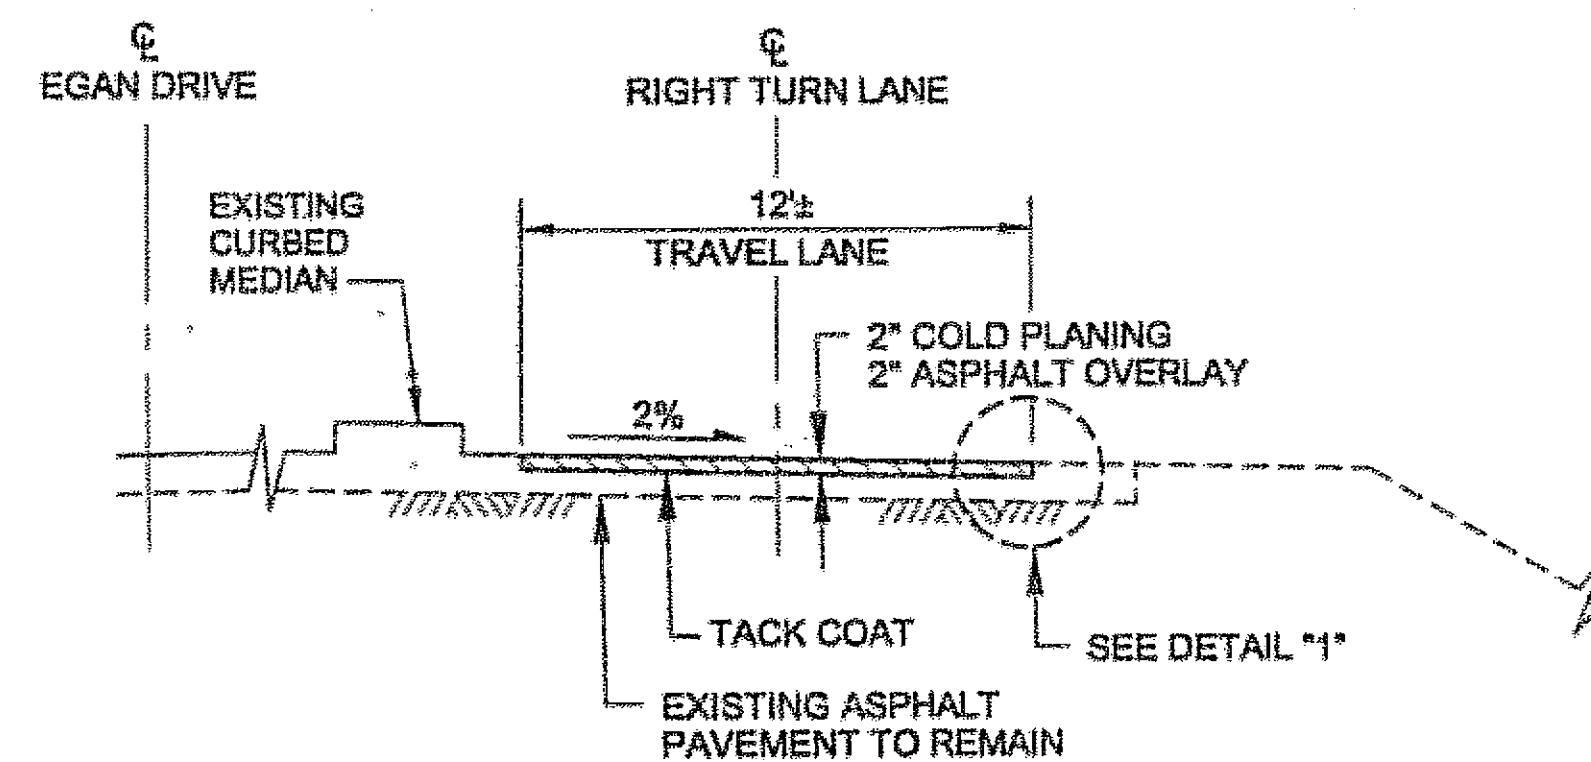 ℄
EGAN DRIVE
℄
RIGHT TURN LANE
EXISTING
CURBED
MEDIAN
12'±
TRAVEL LANE
2" COLD PLANING
2" ASPHALT OVERLAY
2%
TACK COAT
SEE DETAIL "1"
EXISTING ASPHALT
PAVEMENT TO REMAIN